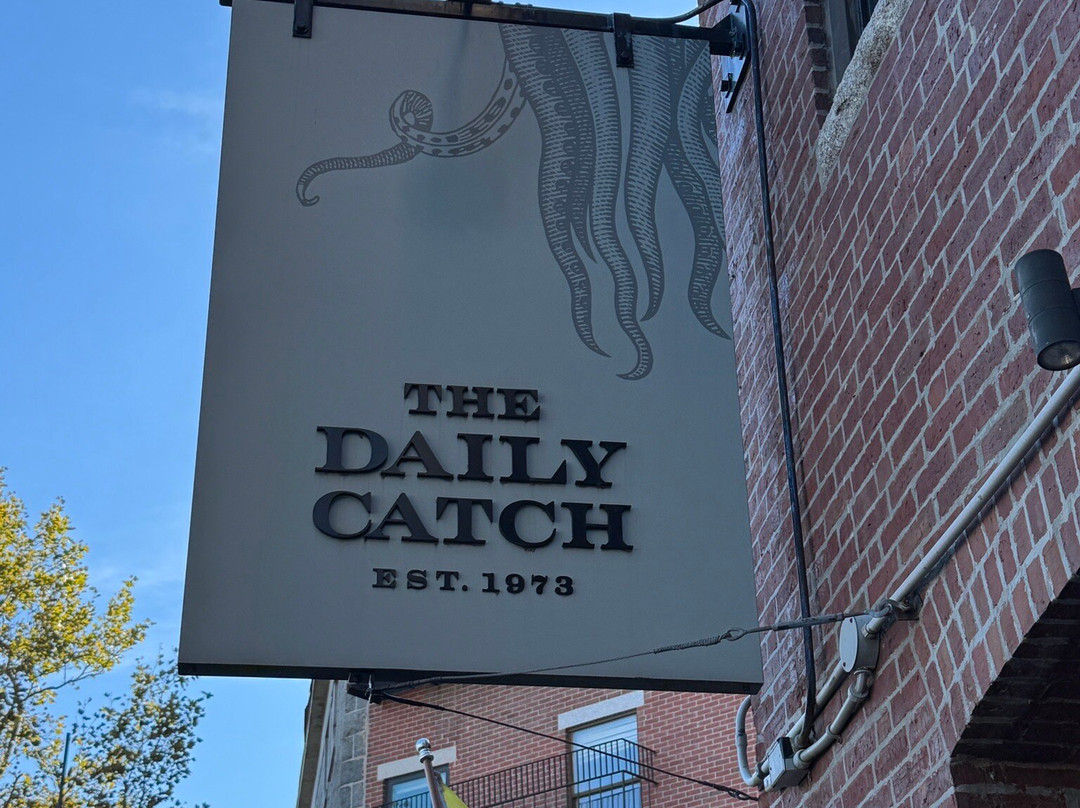 THE
DAILY
CATCH
EST. 1973